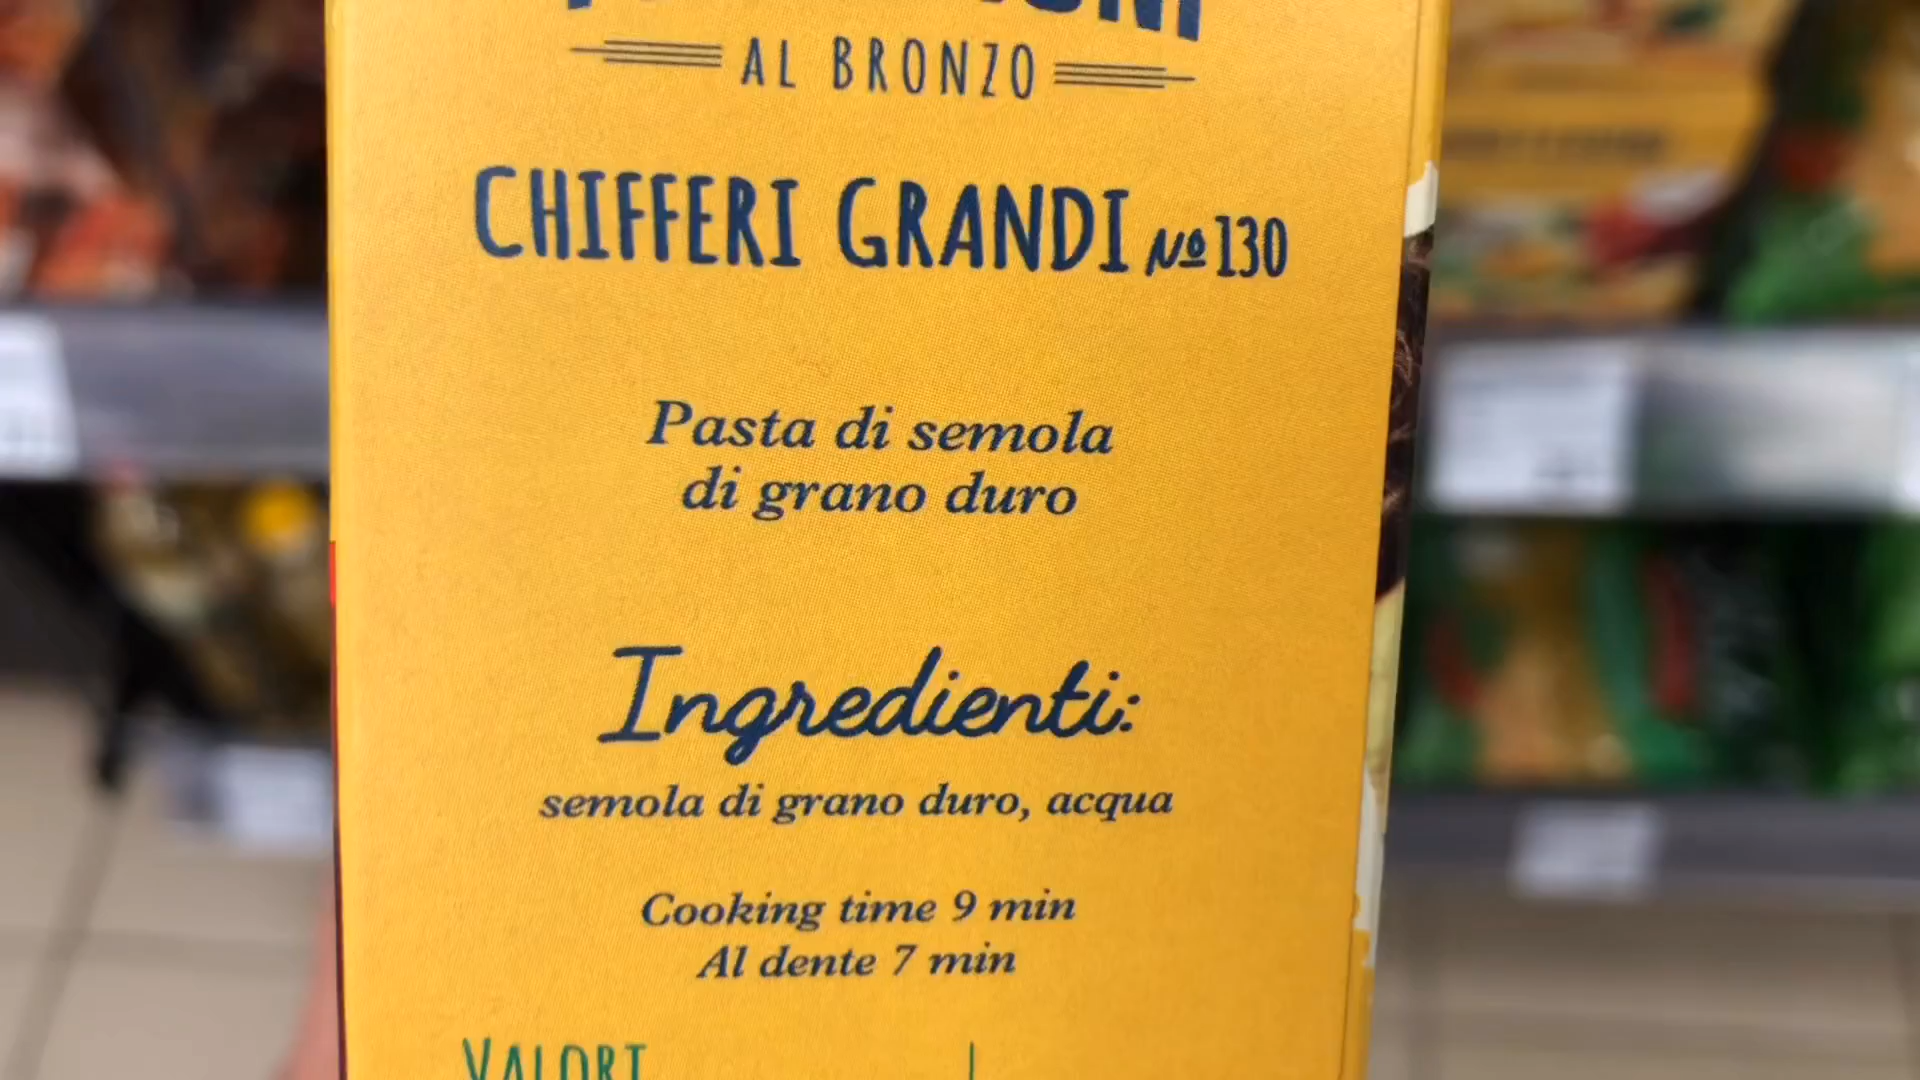 AL BRONZO
CHIFFERI GRANDI Nº 130
Pasta di semola
di grano duro
Ingredienti:
semola di grano duro, acqua
Cooking time 9 min
Al dente 7 min
VALORI